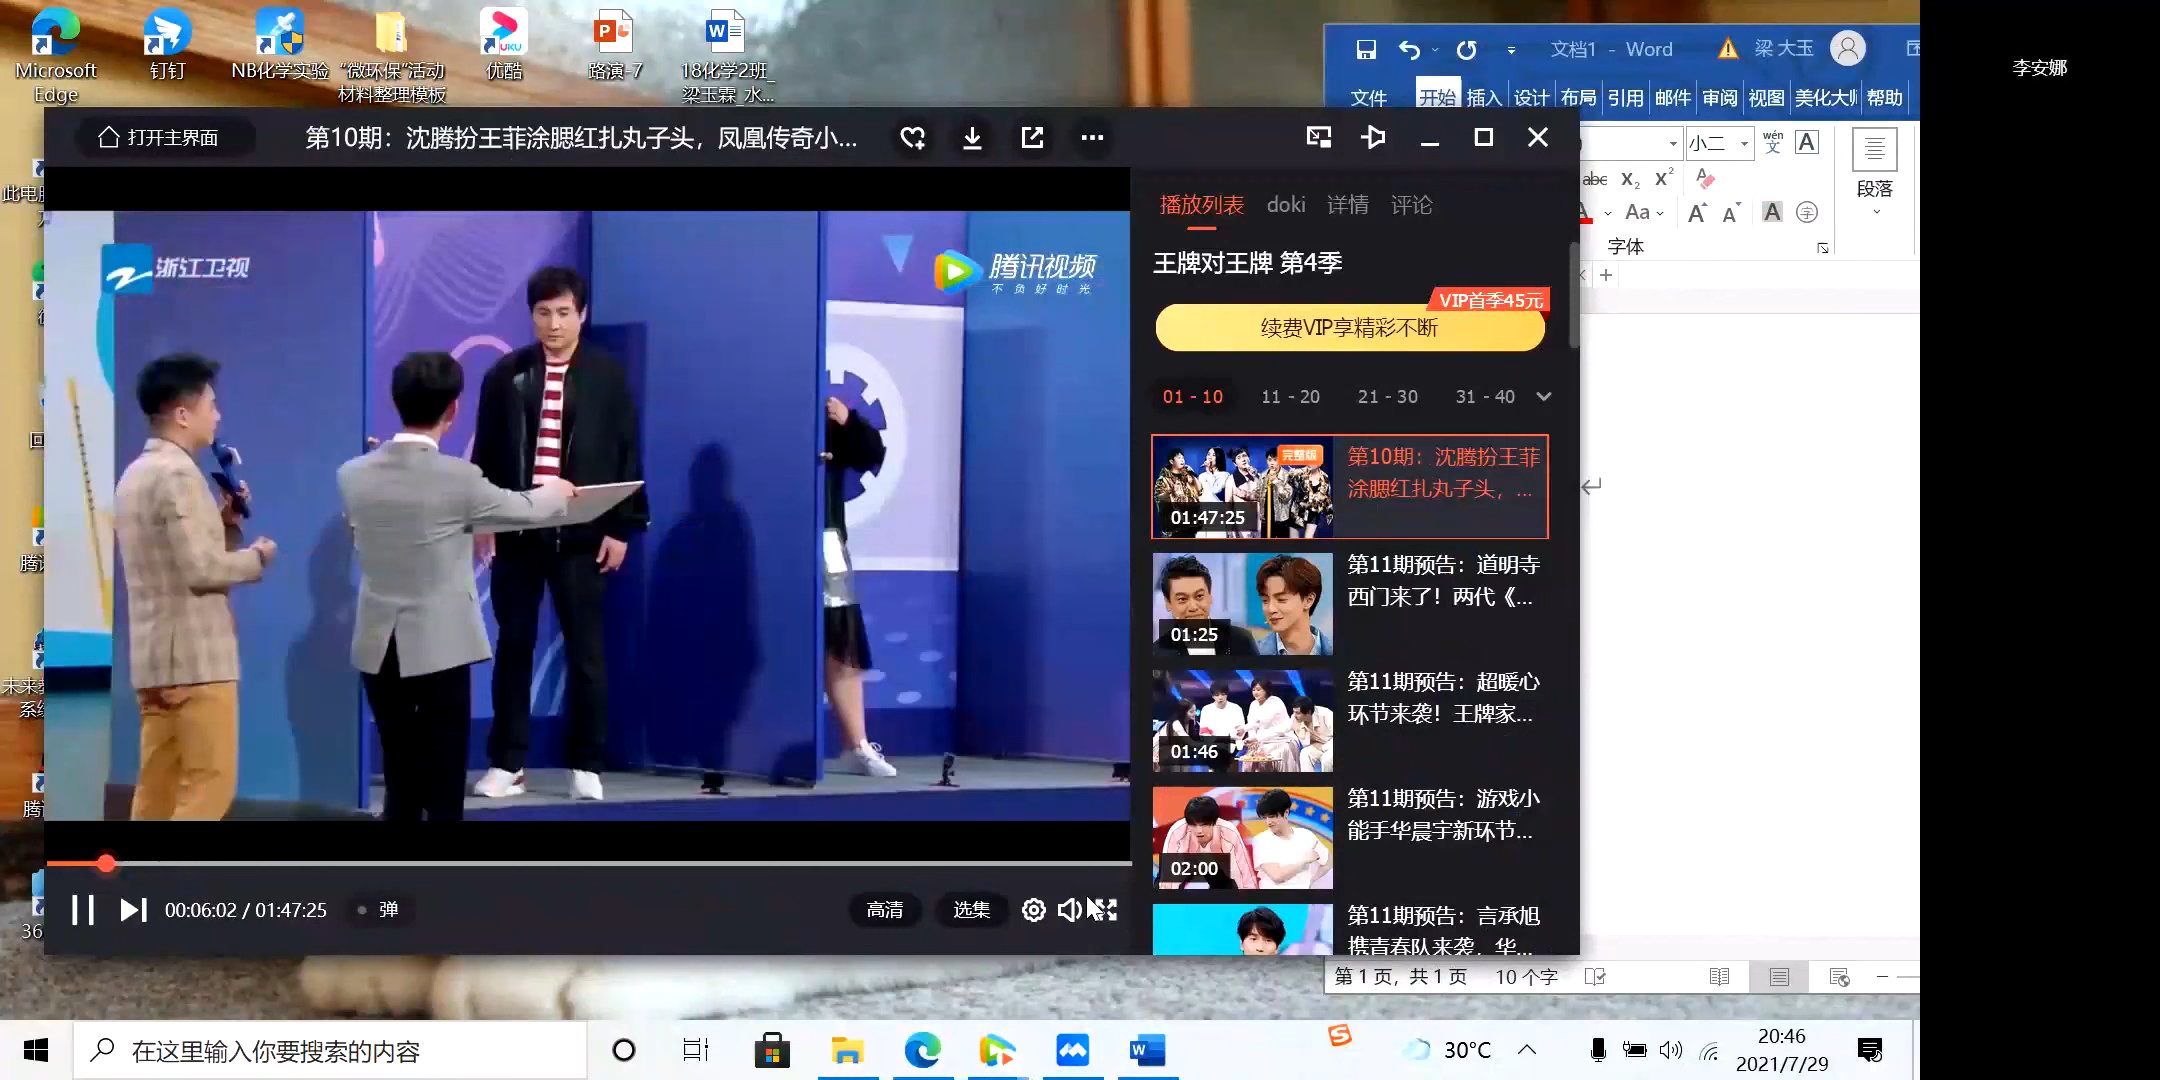 Microsoft
Edge
钉钉
NB化学实验
“微环保”活动
材料整理模板
优酷
路演-7
18化学2班_
梁玉霖_水...
文档1 - Word
梁 大玉
文件 开始 插入 设计 布局 引用 邮件 审阅 视图 美化大师 帮助
李安娜
打开主界面
第10期：沈腾扮王菲涂腮红扎丸子头，凤凰传奇小...
小二
wén
文
A
abc X₂ X²
Aa A A A 字
段落
字体
此电脑
浙江卫视
腾讯视频
不负好时光
播放列表 doki 详情 评论
王牌对王牌 第4季
VIP首季45元
续费VIP享精彩不断
01 - 10 11 - 20 21 - 30 31 - 40
完整版
01:47:25
第10期：沈腾扮王菲
涂腮红扎丸子头，...
01:25
第11期预告：道明寺
西门来了！两代《...
01:46
第11期预告：超暖心
环节来袭！王牌家...
02:00
第11期预告：游戏小
能手华晨宇新环节...
第11期预告：言承旭
携青春队来袭，华...
00:06:02 / 01:47:25
弹
高清
选集
36
第 1 页，共 1 页 10 个字
在这里输入你要搜索的内容
30°C
20:46
2021/7/29